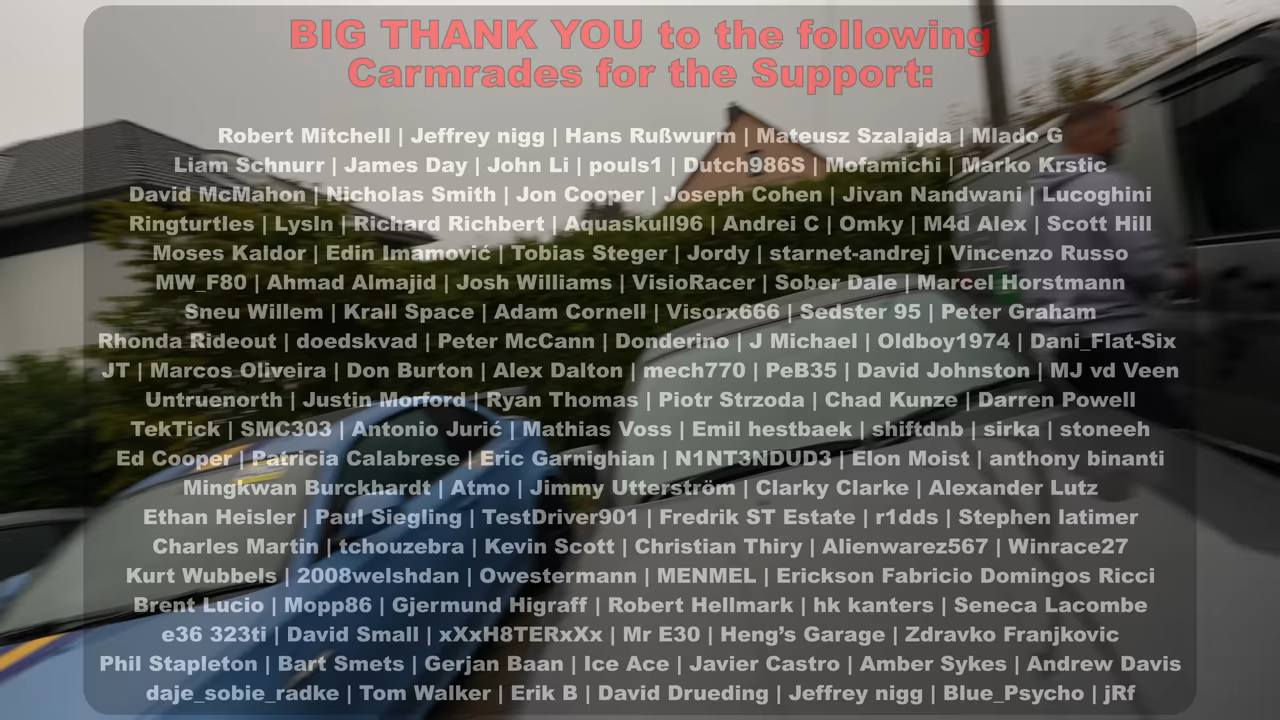 BIG THANK YOU to the following
Carmrades for the Support:
Robert Mitchell | Jeffrey nigg | Hans Rußwurm | Mateusz Szalajda | Mlado G
Liam Schnurr | James Day | John Li | pouls1 | Dutch986S | Mofamichi | Marko Krstic
David McMahon | Nicholas Smith | Jon Cooper | Joseph Cohen | Jivan Nandwani | Lucoghini
Ringturtles | Lysln | Richard Richbert | Aquaskull96 | Andrei C | Omky | M4d Alex | Scott Hill
Moses Kaldor | Edin Imamović | Tobias Steger | Jordy | starnet-andrej | Vincenzo Russo
MW_F80 | Ahmad Almajid | Josh Williams | VisioRacer | Sober Dale | Marcel Horstmann
Sneu Willem | Krall Space | Adam Cornell | Visorx666 | Sedster 95 | Peter Graham
Rhonda Rideout | doedskvad | Peter McCann | Donderino | J Michael | Oldboy1974 | Dani_Flat-Six
JT | Marcos Oliveira | Don Burton | Alex Dalton | mech770 | PeB35 | David Johnston | MJ vd Veen
Untruenorth | Justin Morford | Ryan Thomas | Piotr Strzoda | Chad Kunze | Darren Powell
TekTick | SMC303 | Antonio Jurić | Mathias Voss | Emil hestbaek | shiftdnb | sirka | stoneeh
Ed Cooper | Patricia Calabrese | Eric Garnighian | N1NT3NDUD3 | Elon Moist | anthony binanti
Mingkwan Burckhardt | Atmo | Jimmy Utterström | Clarky Clarke | Alexander Lutz
Ethan Heisler | Paul Siegling | TestDriver901 | Fredrik ST Estate | r1dds | Stephen latimer
Charles Martin | tchouzebra | Kevin Scott | Christian Thiry | Alienwarez567 | Winrace27
Kurt Wubbels | 2008welshdan | Owestermann | MENMEL | Erickson Fabricio Domingos Ricci
Brent Lucio | Mopp86 | Gjermund Higraff | Robert Hellmark | hk kanters | Seneca Lacombe
e36 323ti | David Small | xXxH8TERxXx | Mr E30 | Heng’s Garage | Zdravko Franjkovic
Phil Stapleton | Bart Smets | Gerjan Baan | Ice Ace | Javier Castro | Amber Sykes | Andrew Davis
daje_sobie_radke | Tom Walker | Erik B | David Drueding | Jeffrey nigg | Blue_Psycho | jRf